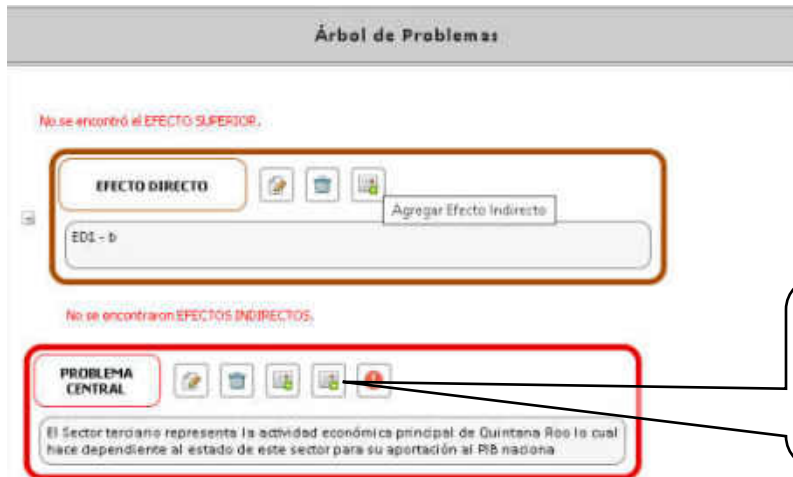 Árbol de Problemas
No se encontró el EFECTO SUPERIOR.
EFECTO DIRECTO
Agregar Efecto Indirecto
ED1 - b
No se encontraron EFECTOS INDIRECTOS.
PROBLEMA
CENTRAL
El Sector terciario representa la actividad económica principal de Quintana Roo lo cual
hace dependiente al estado de este sector para su aportación al PIB naciona